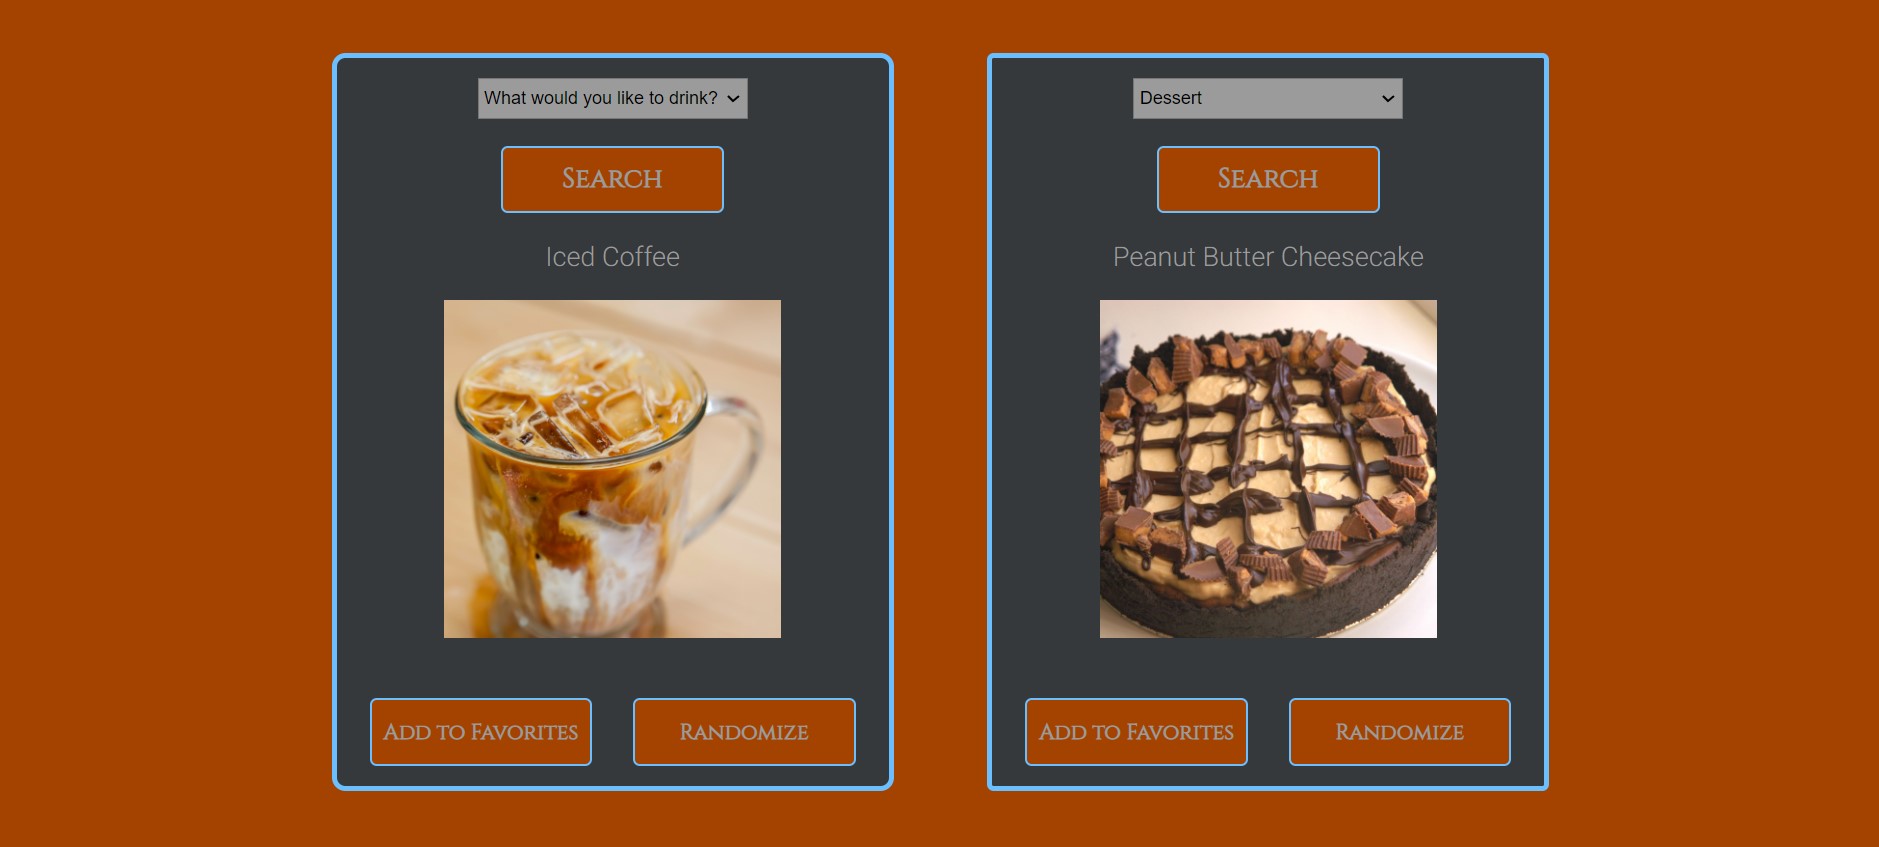 What would you like to drink?
Search
Iced Coffee
Add to Favorites
Randomize
Dessert
Search
Peanut Butter Cheesecake
Add to Favorites
Randomize